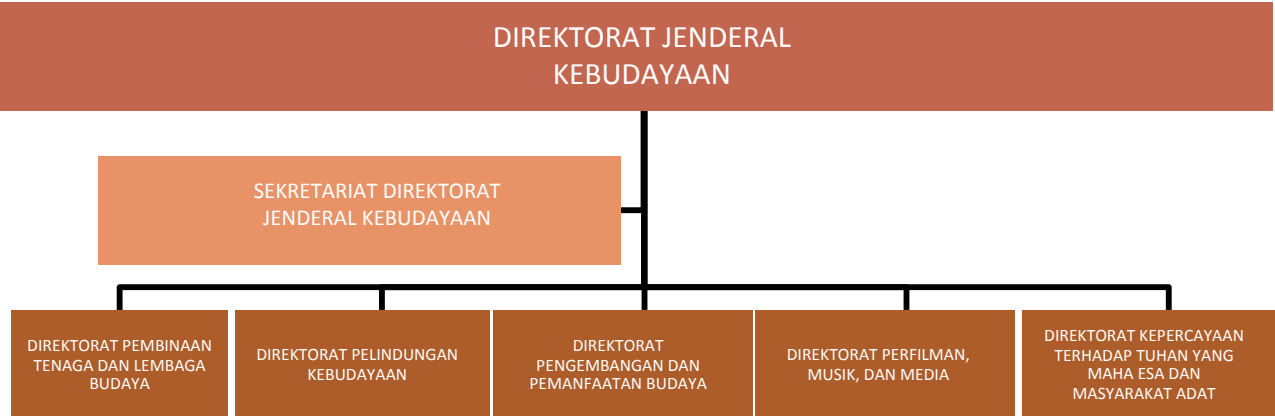 DIREKTORAT JENDERAL
KEBUDAYAAN
SEKRETARIAT DIREKTORAT
JENDERAL KEBUDAYAAN
DIREKTORAT PEMBINAAN
TENAGA DAN LEMBAGA
BUDAYA
DIREKTORAT PELINDUNGAN
KEBUDAYAAN
DIREKTORAT
PENGEMBANGAN DAN
PEMANFAATAN BUDAYA
DIREKTORAT PERFILMAN,
MUSIK, DAN MEDIA
DIREKTORAT KEPERCAYAAN
TERHADAP TUHAN YANG
MAHA ESA DAN
MASYARAKAT ADAT